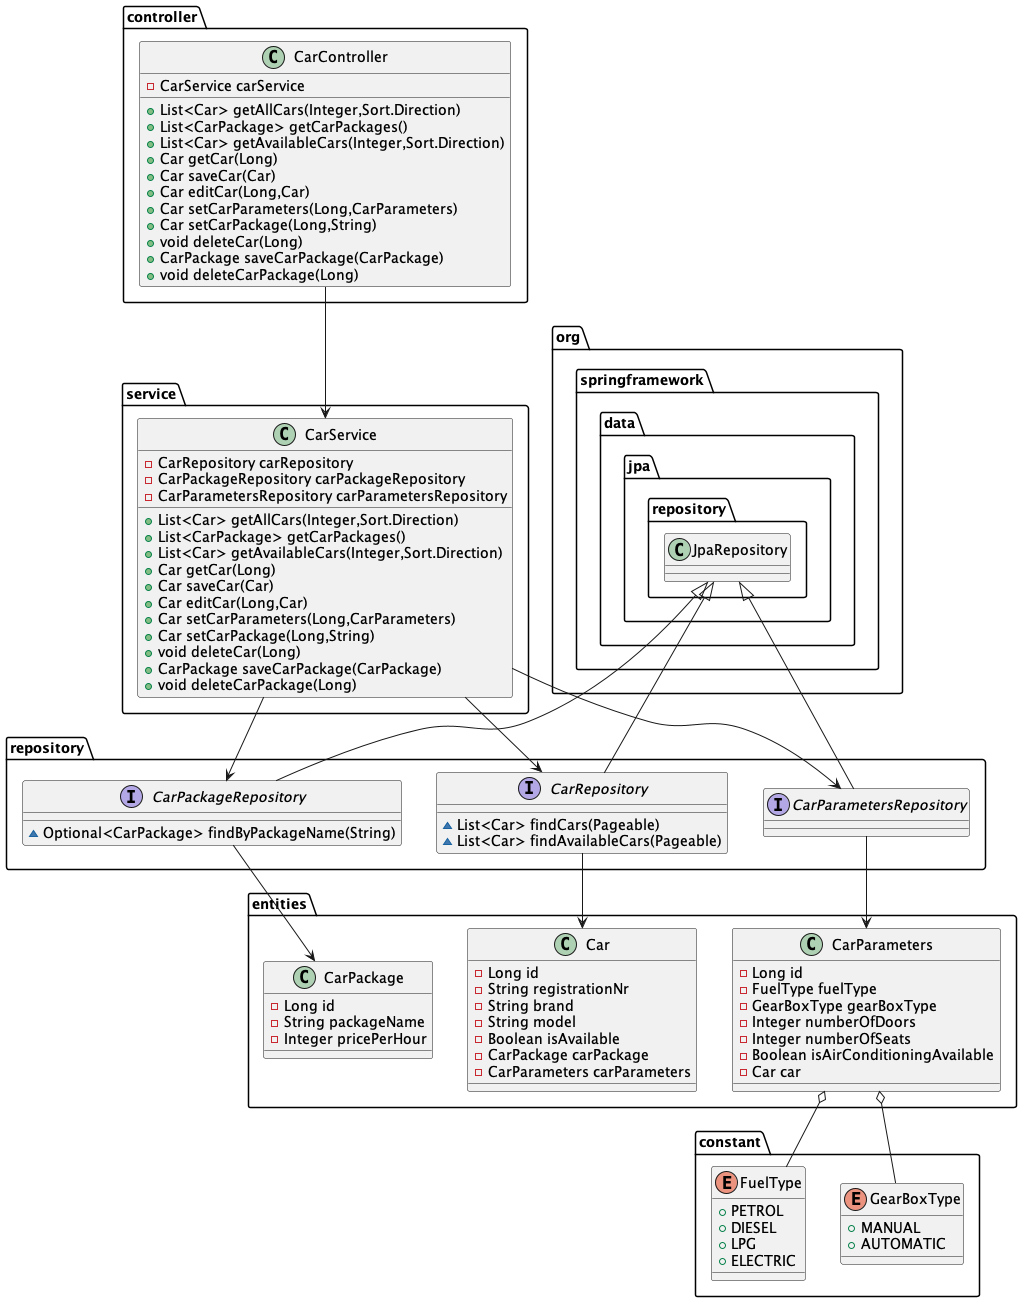 controller
C CarController
CarService carService
List<Car> getAllCars(Integer,Sort.Direction)
List<CarPackage> getCarPackages()
List<Car> getAvailableCars(Integer,Sort.Direction)
Car getCar(Long)
Car saveCar(Car)
Car editCar(Long,Car)
Car setCarParameters(Long,CarParameters)
Car setCarPackage(Long,String)
void deleteCar(Long)
CarPackage saveCarPackage(CarPackage)
void deleteCarPackage(Long)
org
springframework
data
jpa
repository
C JpaRepository
service
C CarService
CarRepository carRepository
CarPackageRepository carPackageRepository
CarParametersRepository carParametersRepository
List<Car> getAllCars(Integer,Sort.Direction)
List<CarPackage> getCarPackages()
List<Car> getAvailableCars(Integer,Sort.Direction)
Car getCar(Long)
Car saveCar(Car)
Car editCar(Long,Car)
Car setCarParameters(Long,CarParameters)
Car setCarPackage(Long,String)
void deleteCar(Long)
CarPackage saveCarPackage(CarPackage)
void deleteCarPackage(Long)
repository
I CarPackageRepository
Optional<CarPackage> findByPackageName(String)
I CarRepository
List<Car> findCars(Pageable)
List<Car> findAvailableCars(Pageable)
I CarParametersRepository
entities
C CarPackage
Long id
String packageName
Integer pricePerHour
C Car
Long id
String registrationNr
String brand
String model
Boolean isAvailable
CarPackage carPackage
CarParameters carParameters
C CarParameters
Long id
FuelType fuelType
GearBoxType gearBoxType
Integer numberOfDoors
Integer numberOfSeats
Boolean isAirConditioningAvailable
Car car
constant
E FuelType
PETROL
DIESEL
LPG
ELECTRIC
E GearBoxType
MANUAL
AUTOMATIC